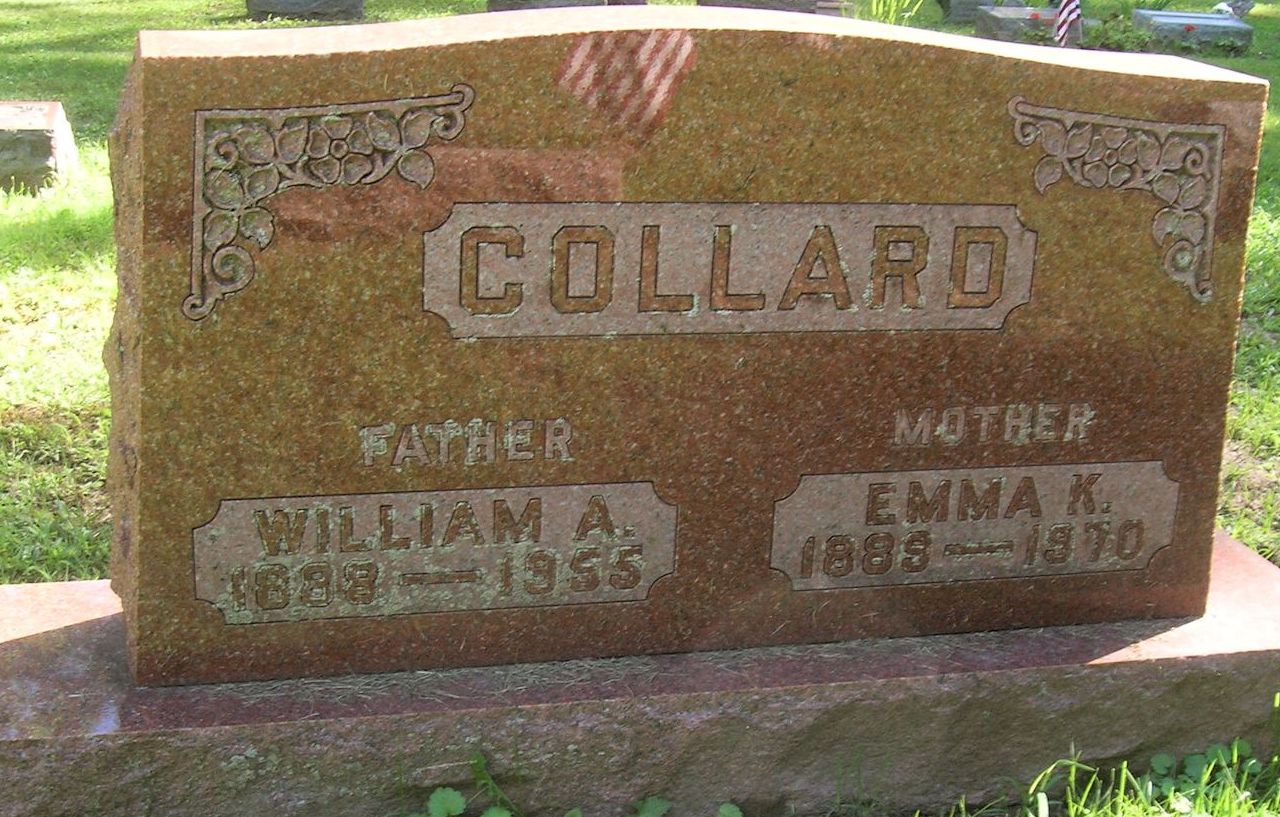 COLLARD
FATHER
WILLIAM A.
1888 — 1955
MOTHER
EMMA K.
1889 — 1970